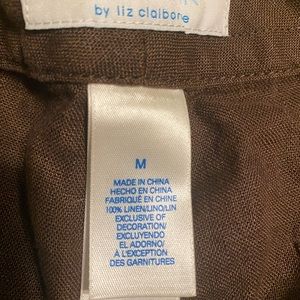 by liz claiborne
M
MADE IN CHINA
HECHO EN CHINA
FABRIQUÉ EN CHINE
100% LINEN/LINO/LIN
EXCLUSIVE OF
DECORATION/
EXCLUYENDO
EL ADORNO/
À L'EXCEPTION
DES GARNITURES